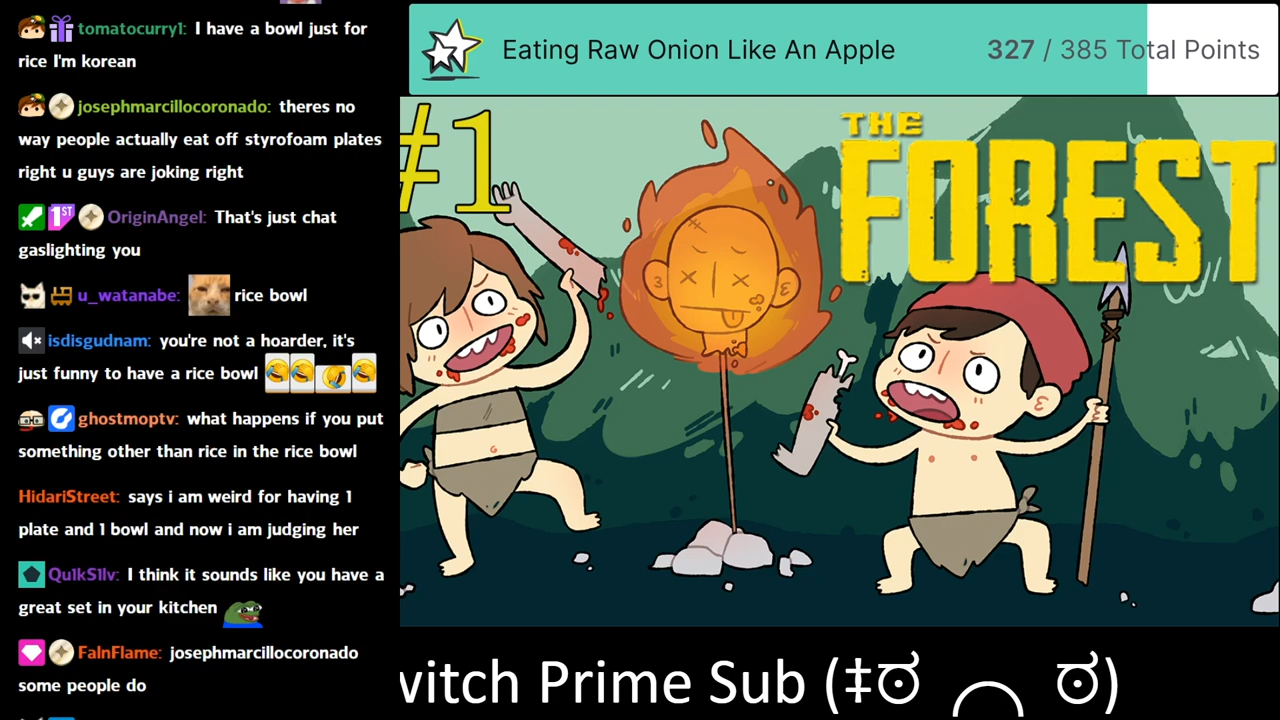 tomatocurry1: I have a bowl just for
rice I'm korean
josephmarcillocoronado: theres no
way people actually eat off styrofoam plates
right u guys are joking right
OriginAngel: That's just chat
gaslighting you
u_watanabe: rice bowl
isdisgudnam: you're not a hoarder, it's
just funny to have a rice bowl
ghostmoptv: what happens if you put
something other than rice in the rice bowl
HidariStreet: says i am weird for having 1
plate and 1 bowl and now i am judging her
Qu1kS1lv: I think it sounds like you have a
great set in your kitchen
FalnFlame: josephmarcillocoronado
some people do
Eating Raw Onion Like An Apple 327 / 385 Total Points
#1
THE
FOREST
vitch Prime Sub (‡ಠ ╭╮ ಠ)